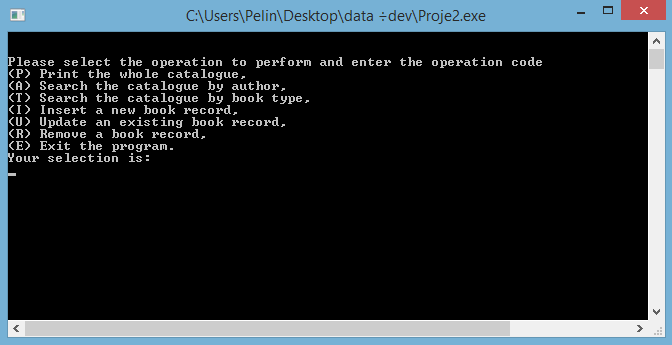 C:\Users\Pelin\Desktop\data ÷dev\Proje2.exe
Please select the operation to perform and enter the operation code
(P) Print the whole catalogue,
(A) Search the catalogue by author,
(T) Search the catalogue by book type,
(I) Insert a new book record,
(U) Update an existing book record,
(R) Remove a book record,
(E) Exit the program.
Your selection is: